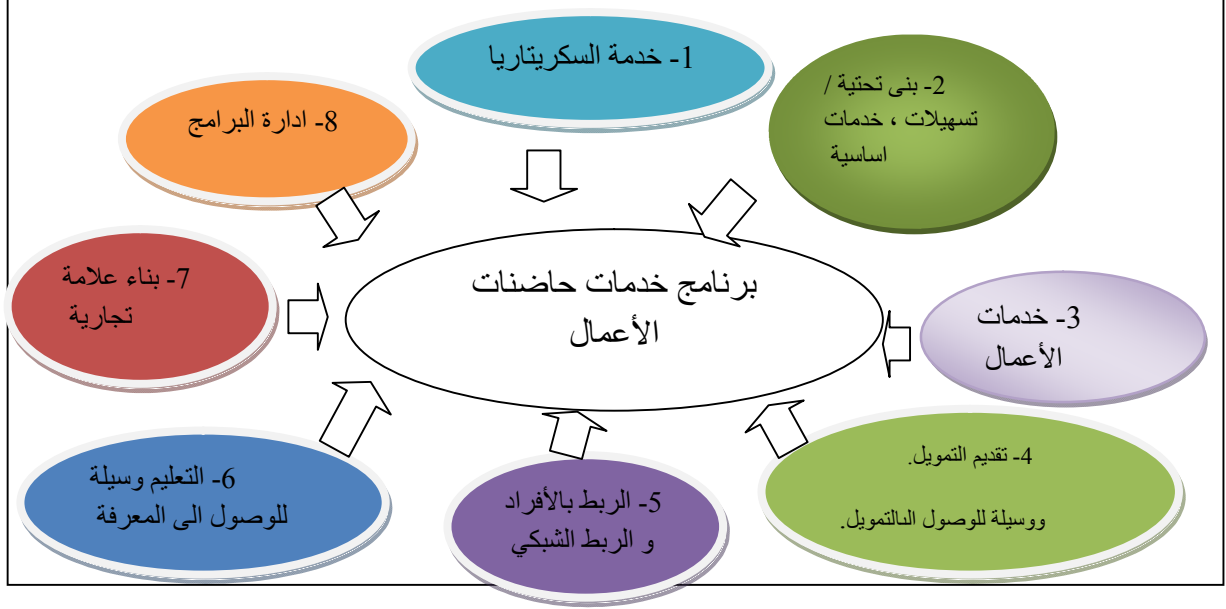 1- خدمة السكريتاريا
2- بنى تحتية /
تسهيلات ، خدمات
اساسية
3- خدمات
الأعمال
4- تقديم التمويل.
ووسيلة للوصول الىالتمويل.
5- الربط بالأفراد
و الربط الشبكي
6- التعليم وسيلة
للوصول الى المعرفة
7- بناء علامة
تجارية
8- ادارة البرامج
برنامج خدمات حاضنات
الأعمال